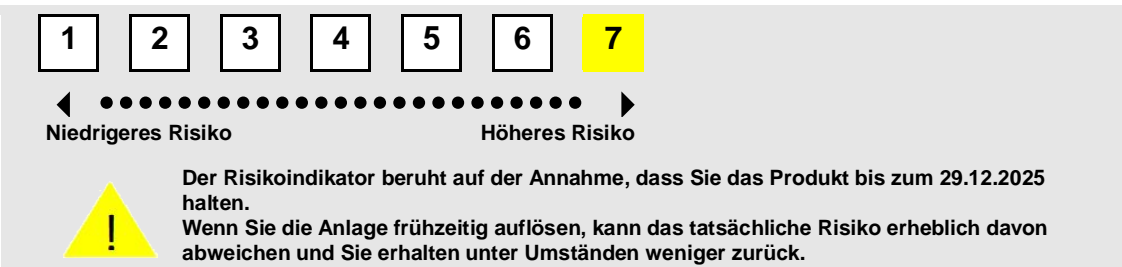 1 2 3 4 5 6 7
Niedrigeres Risiko Höheres Risiko
Der Risikoindikator beruht auf der Annahme, dass Sie das Produkt bis zum 29.12.2025
halten.
Wenn Sie die Anlage frühzeitig auflösen, kann das tatsächliche Risiko erheblich davon
abweichen und Sie erhalten unter Umständen weniger zurück.
!